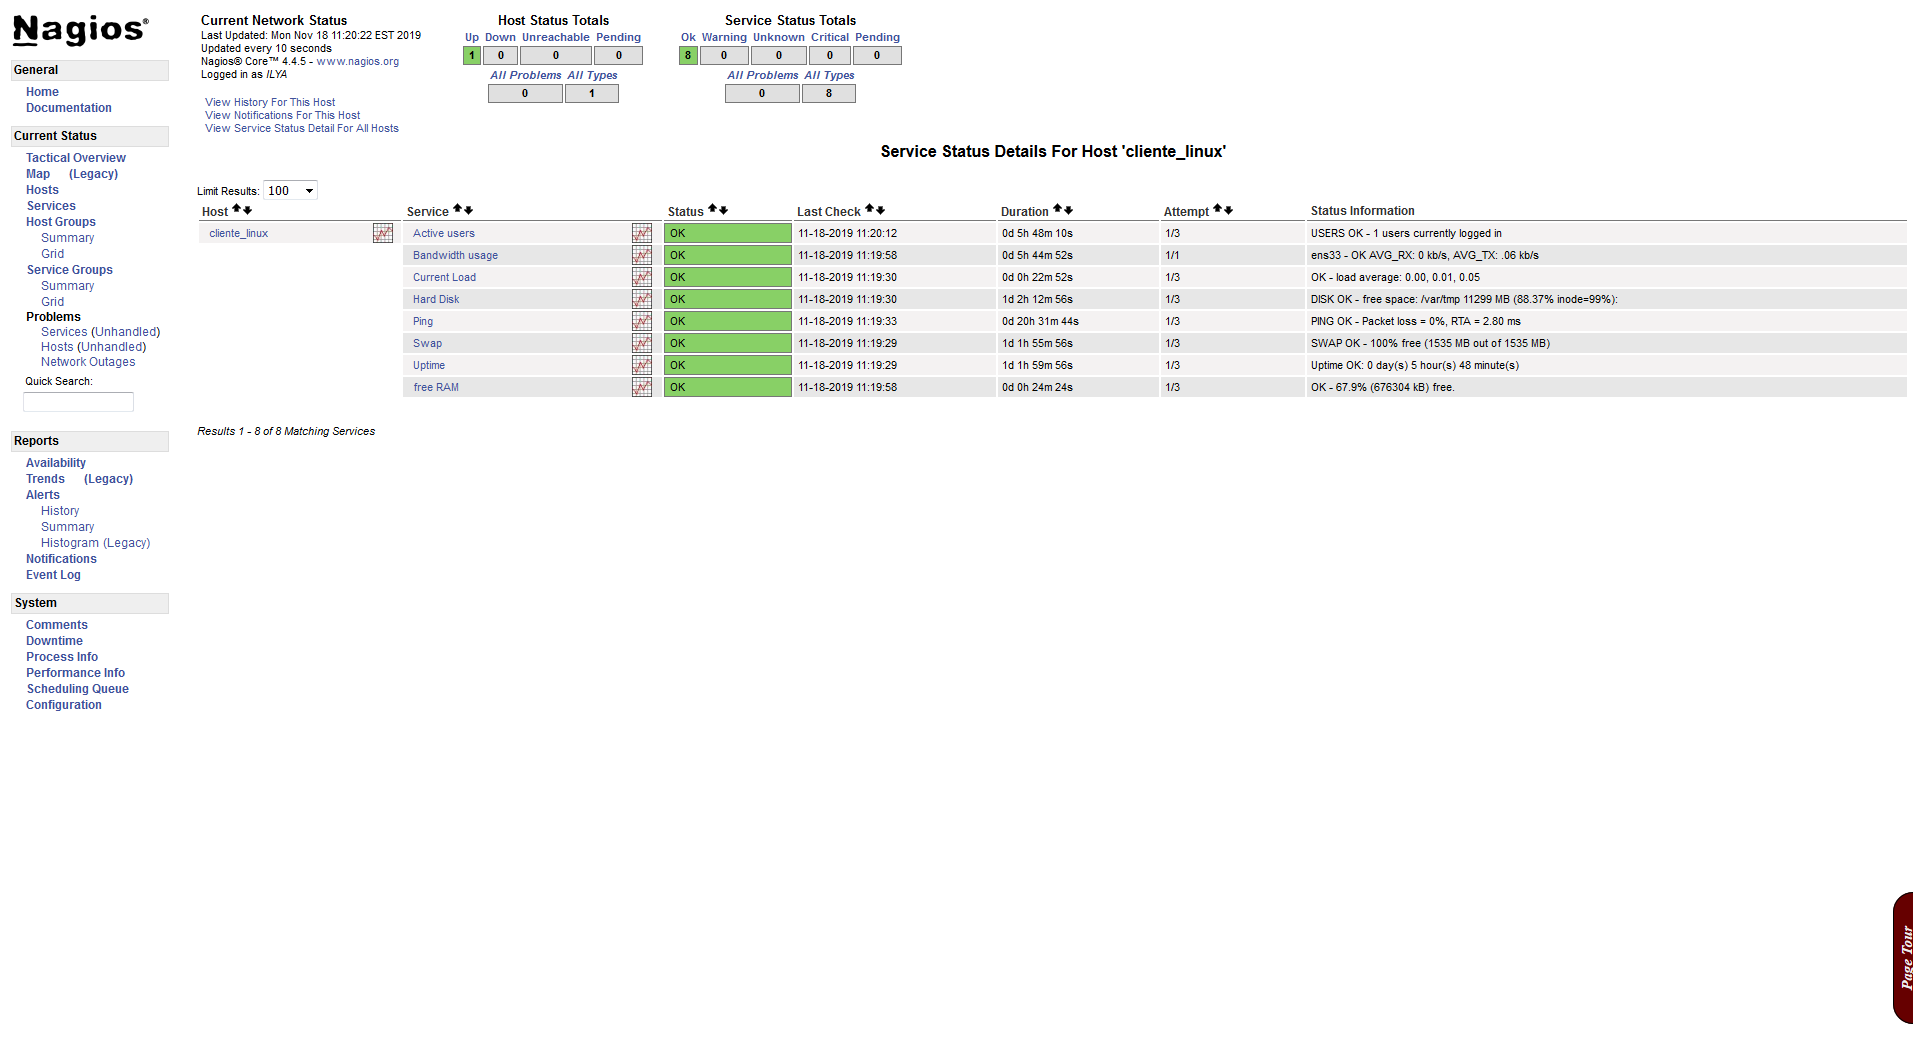 Nagios®
General
Home
Documentation
Current Status
Tactical Overview
Map (Legacy)
Hosts
Services
Host Groups
Summary
Grid
Service Groups
Summary
Grid
Problems
Services (Unhandled)
Hosts (Unhandled)
Network Outages
Quick Search:
Reports
Availability
Trends (Legacy)
Alerts
History
Summary
Histogram (Legacy)
Notifications
Event Log
System
Comments
Downtime
Process Info
Performance Info
Scheduling Queue
Configuration
Current Network Status
Last Updated: Mon Nov 18 11:20:22 EST 2019
Updated every 10 seconds
Nagios® Core™ 4.4.5 - www.nagios.org
Logged in as ILYA
View History For This Host
View Notifications For This Host
View Service Status Detail For All Hosts
Host Status Totals
Up Down Unreachable Pending
1 0 0 0
All Problems All Types
0 1
Service Status Totals
Ok Warning Unknown Critical Pending
8 0 0 0 0
All Problems All Types
0 8
Service Status Details For Host 'cliente_linux'
Limit Results: 100
Host Service Status Last Check Duration Attempt Status Information
cliente_linux Active users OK 11-18-2019 11:20:12 0d 5h 48m 10s 1/3 USERS OK - 1 users currently logged in
Bandwidth usage OK 11-18-2019 11:19:58 0d 5h 44m 52s 1/1 ens33 - OK AVG_RX: 0 kb/s, AVG_TX: .06 kb/s
Current Load OK 11-18-2019 11:19:30 0d 0h 22m 52s 1/3 OK - load average: 0.00, 0.01, 0.05
Hard Disk OK 11-18-2019 11:19:30 1d 2h 12m 56s 1/3 DISK OK - free space: /var/tmp 11299 MB (88.37% inode=99%):
Ping OK 11-18-2019 11:19:33 0d 20h 31m 44s 1/3 PING OK - Packet loss = 0%, RTA = 2.80 ms
Swap OK 11-18-2019 11:19:29 1d 1h 55m 56s 1/3 SWAP OK - 100% free (1535 MB out of 1535 MB)
Uptime OK 11-18-2019 11:19:29 1d 1h 59m 56s 1/3 Uptime OK: 0 day(s) 5 hour(s) 48 minute(s)
free RAM OK 11-18-2019 11:19:58 0d 0h 24m 24s 1/3 OK - 67.9% (676304 kB) free.
Results 1 - 8 of 8 Matching Services
Page Tour